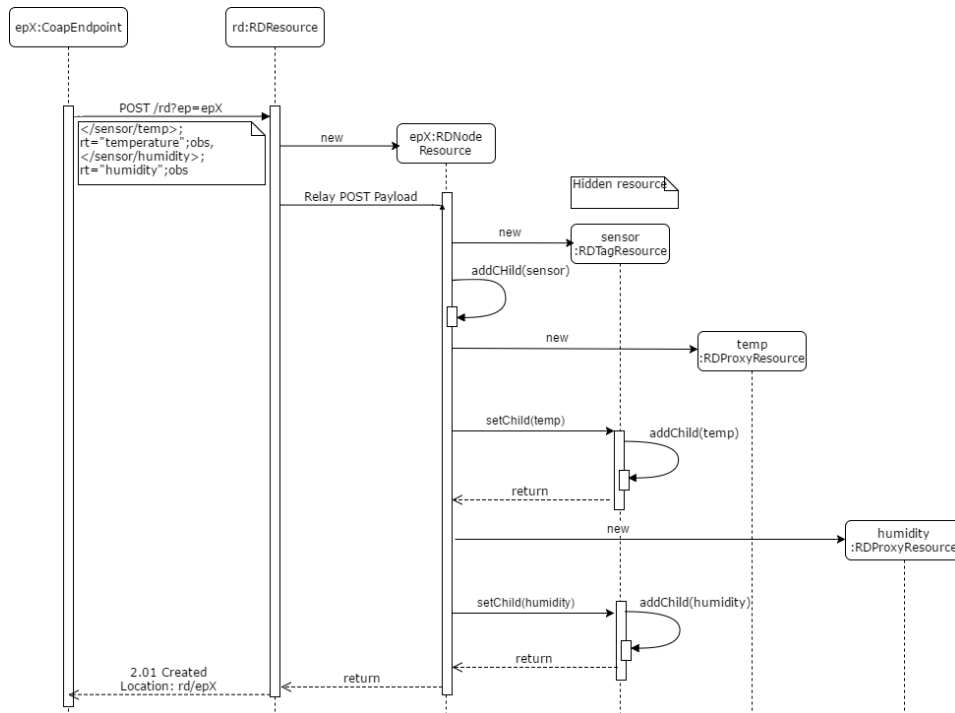 epX:CoapEndpoint
rd:RDResource
POST /rd?ep=epX
</sensor/temp>;
rt="temperature";obs,
</sensor/humidity>;
rt="humidity";obs
new
epX:RDNode
Resource
Hidden resource
Relay POST Payload
new
sensor
:RDTagResource
addCHild(sensor)
new
temp
:RDProxyResource
setChild(temp)
addChild(temp)
return
new
humidity
:RDProxyResource
setChild(humidity)
addChild(humidity)
return
2.01 Created
Location: rd/epX
return